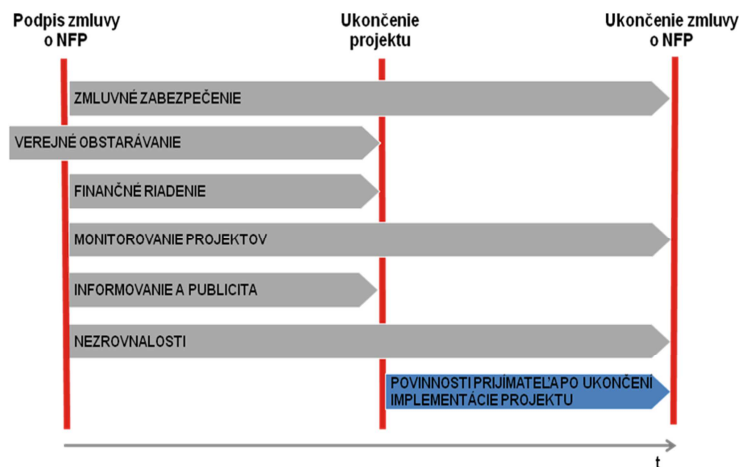 Podpis zmluvy
o NFP
Ukončenie
projektu
Ukončenie zmluvy
o NFP
ZMLUVNÉ ZABEZPEČENIE
VEREJNÉ OBSTARÁVANIE
FINANČNÉ RIADENIE
MONITOROVANIE PROJEKTOV
INFORMOVANIE A PUBLICITA
NEZROVNALOSTI
POVINNOSTI PRIJÍMATEĽA PO UKONČENÍ
IMPLEMENTÁCIE PROJEKTU
t